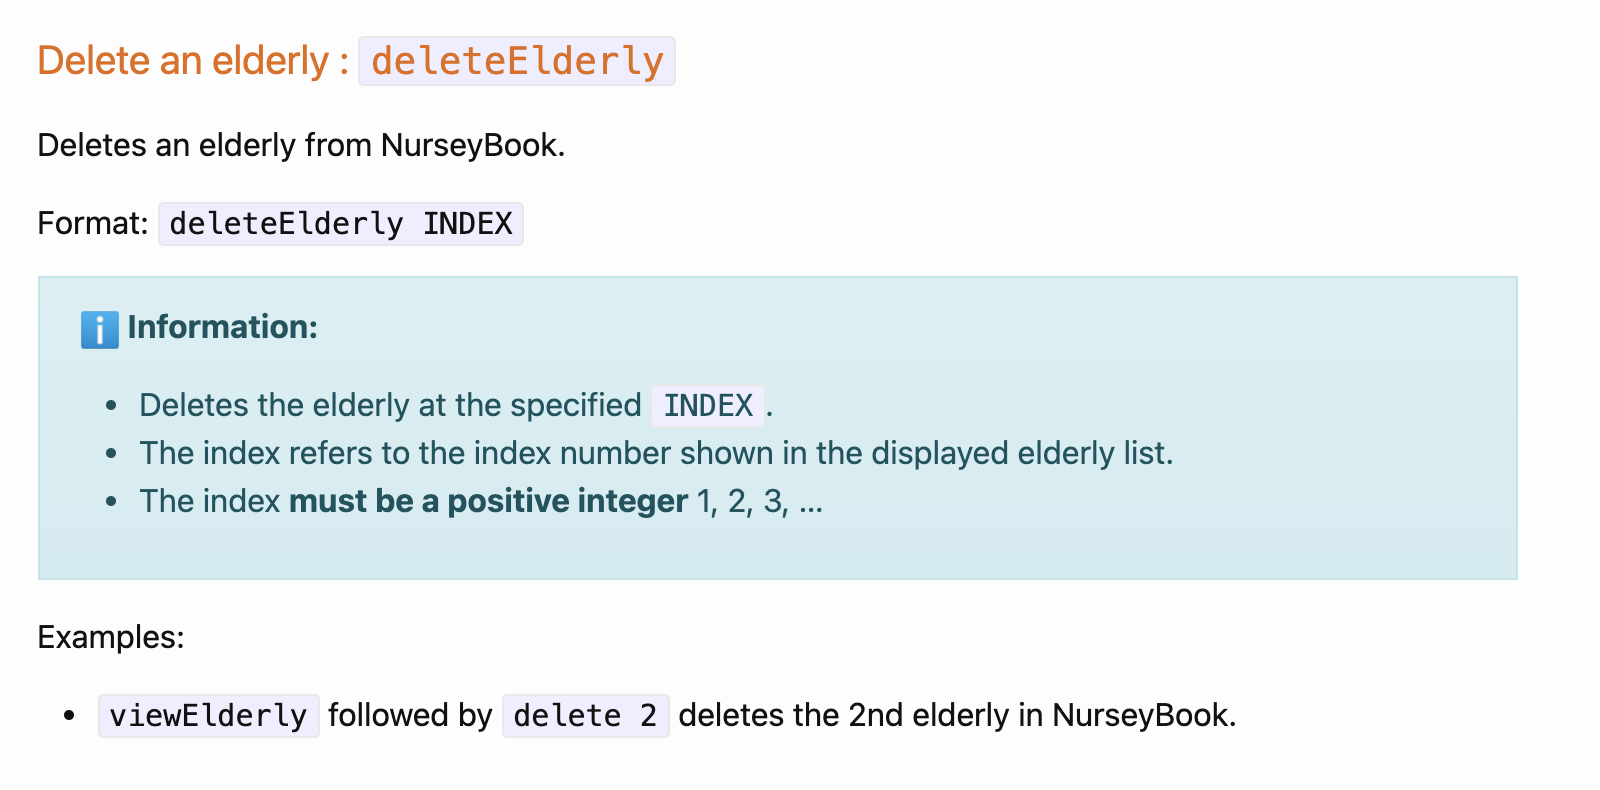 Delete an elderly : deleteElderly
Deletes an elderly from NurseyBook.
Format: deleteElderly INDEX
i Information:
• Deletes the elderly at the specified INDEX.
• The index refers to the index number shown in the displayed elderly list.
• The index must be a positive integer 1, 2, 3, …
Examples:
• viewElderly followed by delete 2 deletes the 2nd elderly in NurseyBook.